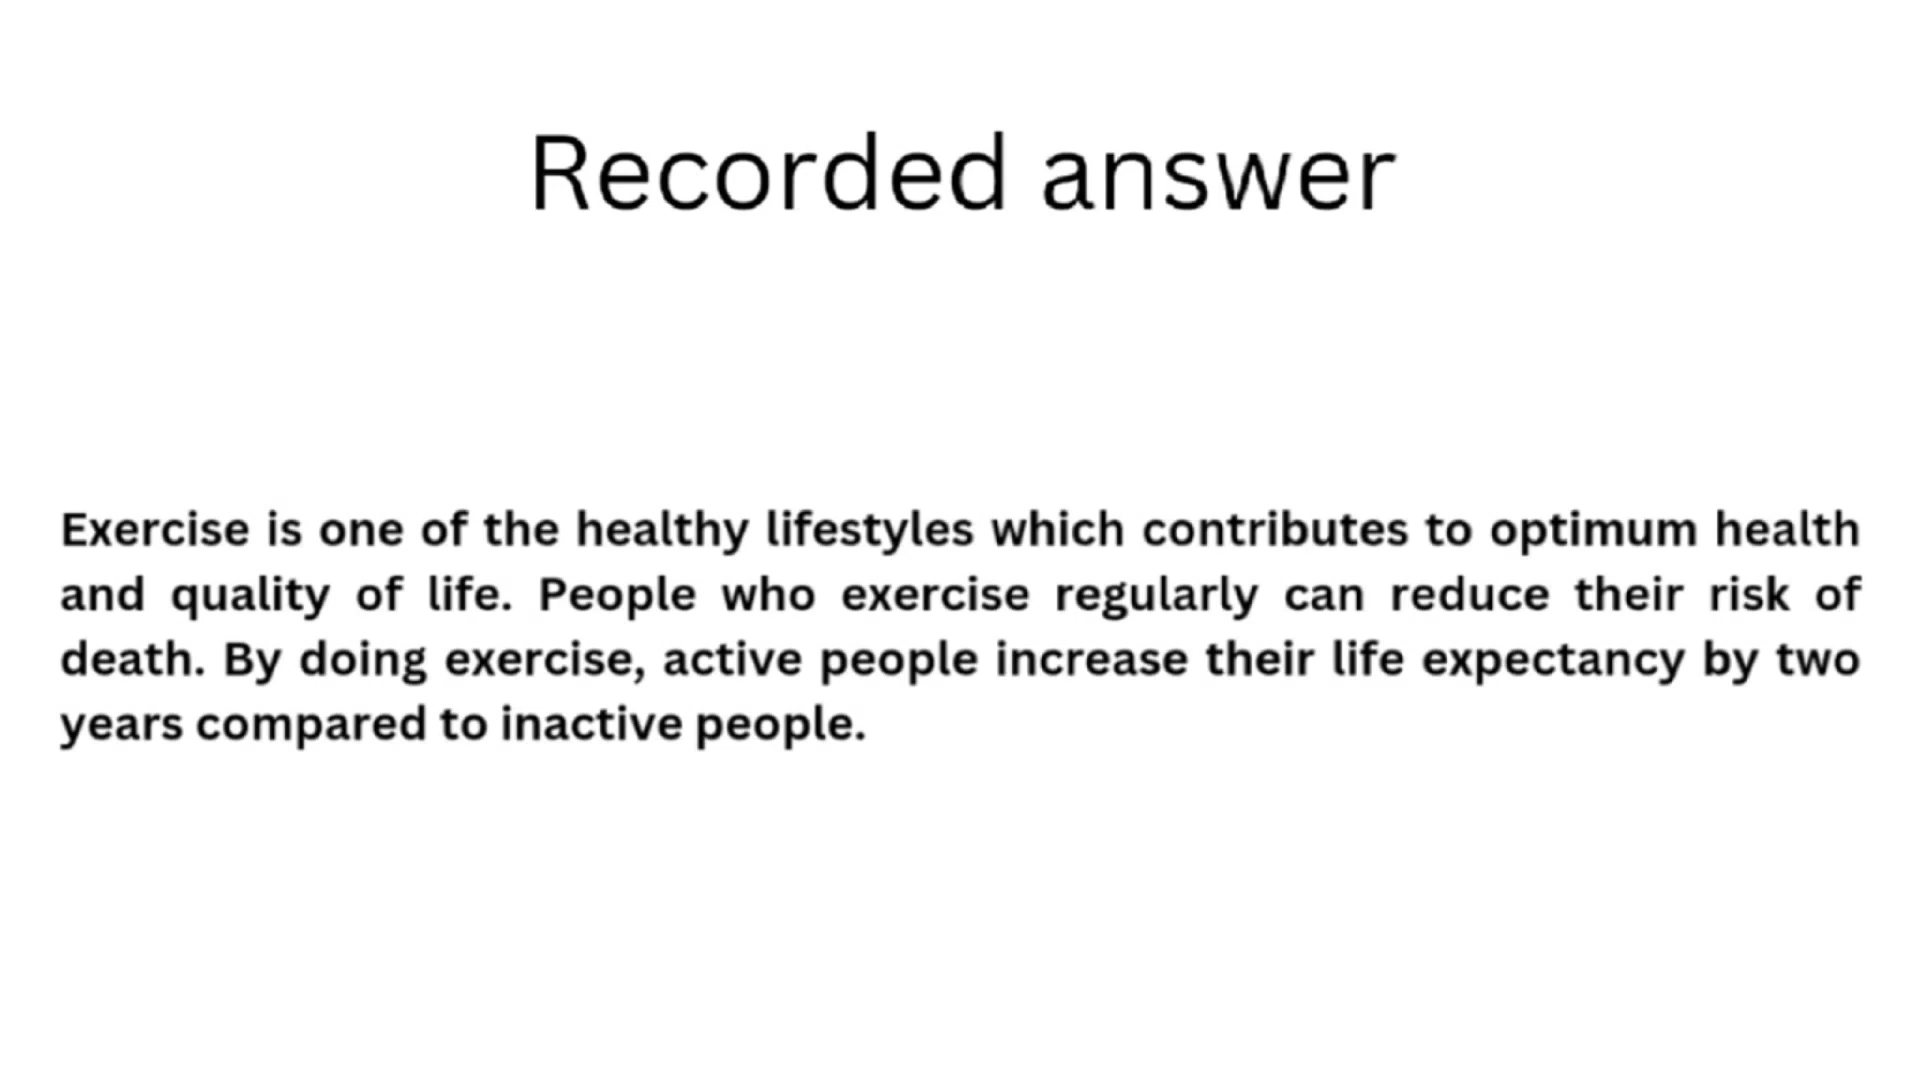 Recorded answer
Exercise is one of the healthy lifestyles which contributes to optimum health
and quality of life. People who exercise regularly can reduce their risk of
death. By doing exercise, active people increase their life expectancy by two
years compared to inactive people.